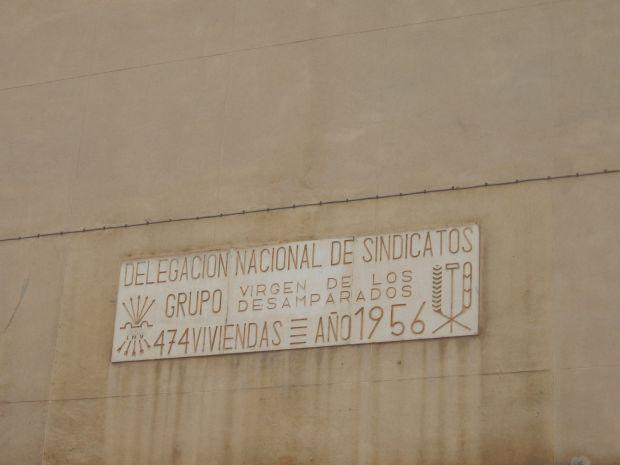 DELEGACION NACIONAL DE SINDICATOS
GRUPO VIRGEN DE LOS
DESAMPARADOS
474 VIVIENDAS AÑO 1956